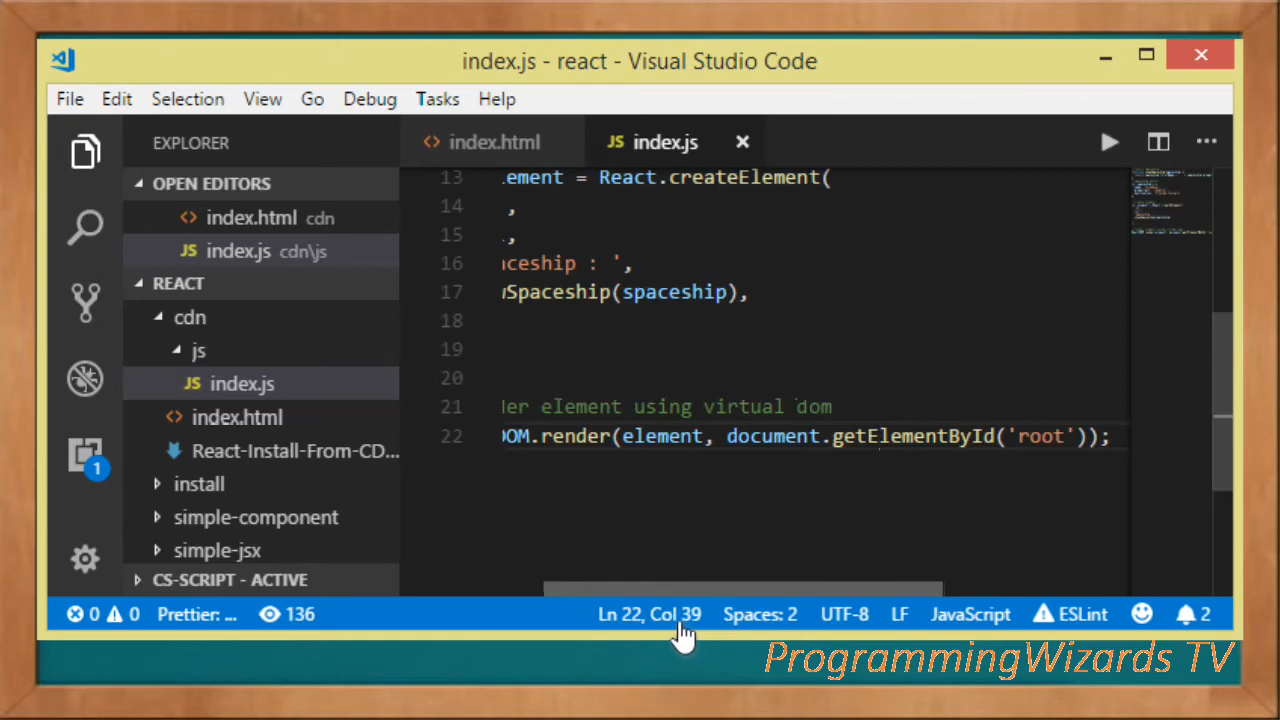 index.js - react - Visual Studio Code
File Edit Selection View Go Debug Tasks Help
EXPLORER
OPEN EDITORS
index.html cdn
JS index.js cdn\js
REACT
cdn
js
JS index.js
index.html
React-Install-From-CD...
install
simple-component
simple-jsx
CS-SCRIPT - ACTIVE
index.html JS index.js
13 ement = React.createElement(
14 ,
15 ,
16 ceship : ',
17 Spaceship(spaceship),
18
19
20
21 er element using virtual dom
22 OM.render(element, document.getElementById('root'));
0 0 Prettier: ... 136 Ln 22, Col 39 Spaces: 2 UTF-8 LF JavaScript ESLint 2
1
ProgrammingWizards TV